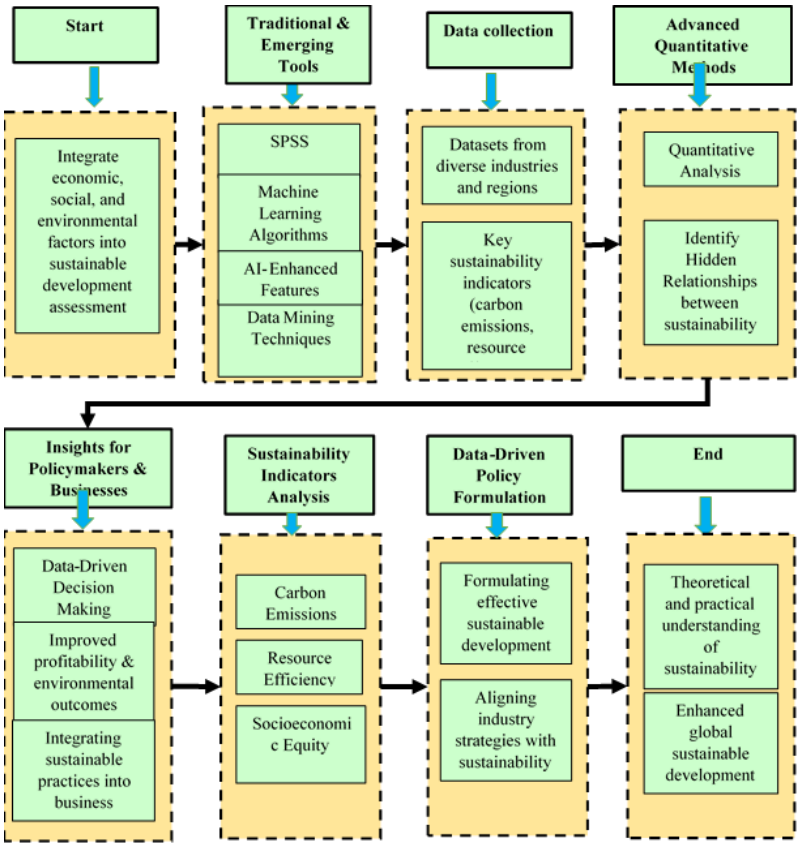 Start
Integrate
economic,
social, and
environmental
factors into
sustainable
development
assessment
Traditional &
Emerging
Tools
SPSS
Machine
Learning
Algorithms
AI-Enhanced
Features
Data Mining
Techniques
Data collection
Datasets from
diverse industries
and regions
Key
sustainability
indicators
(carbon
emissions,
resource
Advanced
Quantitative
Methods
Quantitative
Analysis
Identify
Hidden
Relationships
between
sustainability
Insights for
Policymakers &
Businesses
Data-Driven
Decision
Making
Improved
profitability &
environmental
outcomes
Integrating
sustainable
practices into
business
Sustainability
Indicators
Analysis
Carbon
Emissions
Resource
Efficiency
Socioeconomi
c Equity
Data-Driven
Policy
Formulation
Formulating
effective
sustainable
development
Aligning
industry
strategies with
sustainability
End
Theoretical
and practical
understanding
of
sustainability
Enhanced
global
sustainable
development